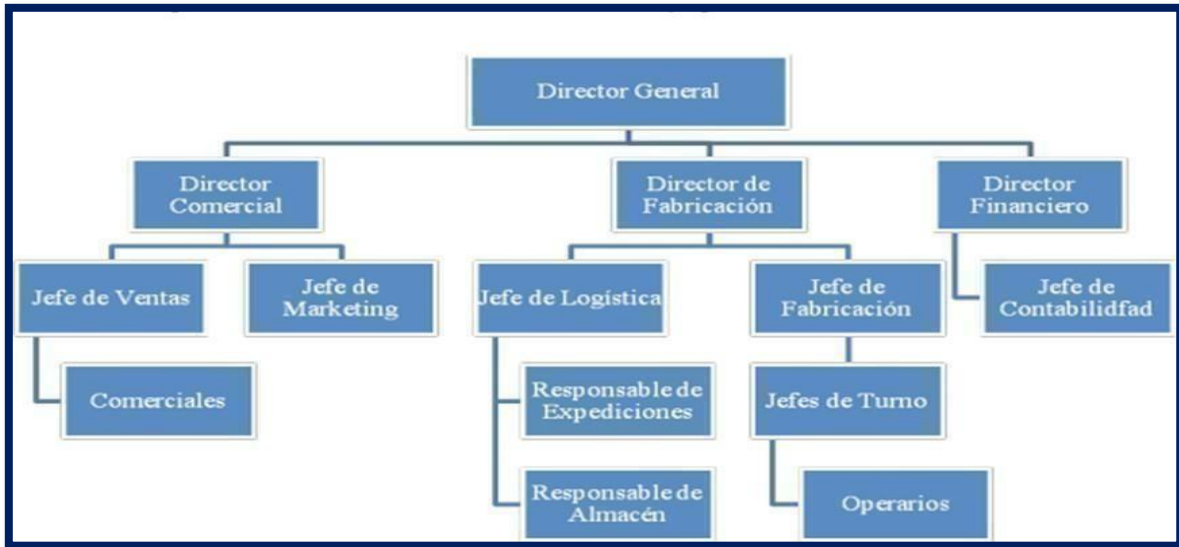 Director General
Director
Comercial
Director de
Fabricación
Director
Financiero
Jefe de Ventas
Jefe de
Marketing
Jefe de Logística
Jefe de
Fabricación
Jefe de
Contabilidfad
Comerciales
Responsable de
Expediciones
Jefes de Turno
Responsable de
Almacén
Operarios